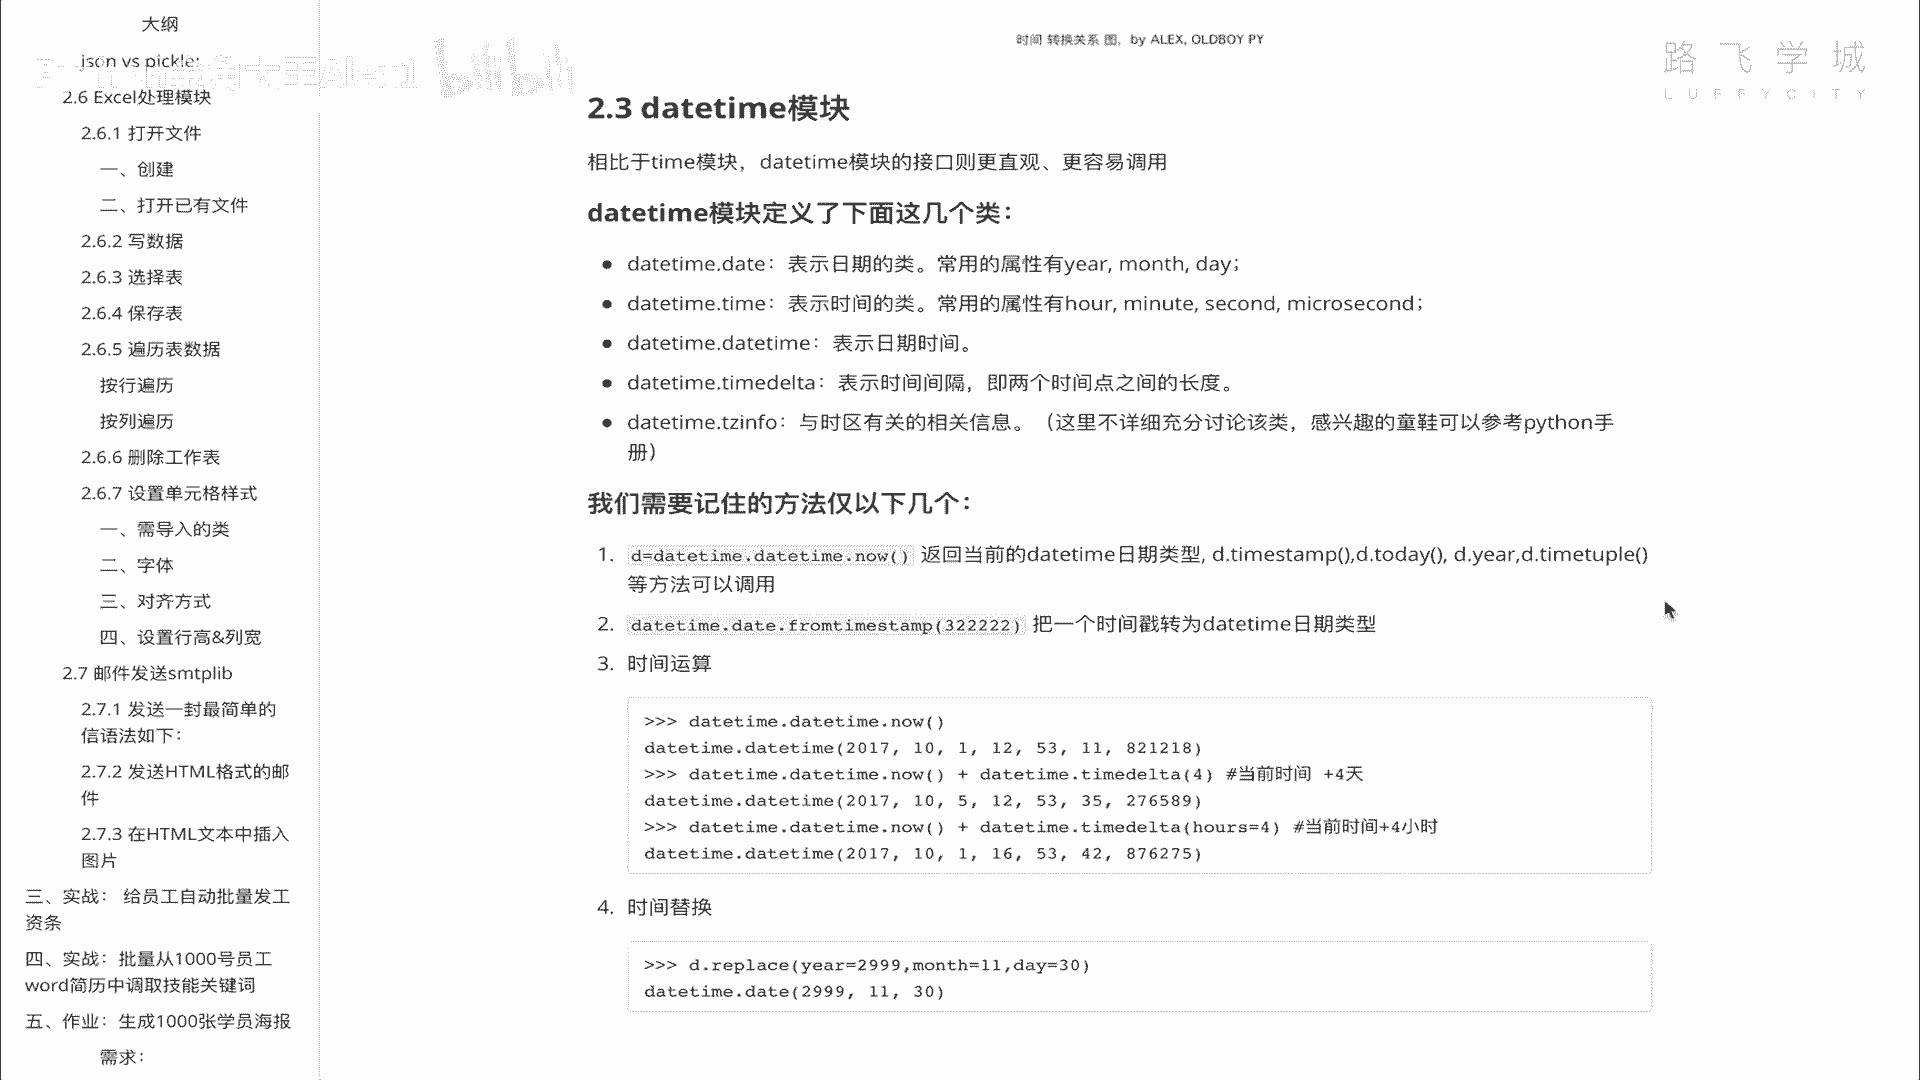 大纲
json vs pickle:
2.6 Excel处理模块
2.6.1 打开文件
一、创建
二、打开已有文件
2.6.2 写数据
2.6.3 选择表
2.6.4 保存表
2.6.5 遍历表数据
按行遍历
按列遍历
2.6.6 删除工作表
2.6.7 设置单元格样式
一、需导入的类
二、字体
三、对齐方式
四、设置行高&列宽
2.7 邮件发送smtplib
2.7.1 发送一封最简单的
信语法如下：
2.7.2 发送HTML格式的邮
件
2.7.3 在HTML文本中插入
图片
三、实战： 给员工自动批量发工
资条
四、实战：批量从1000号员工
word简历中调取技能关键词
五、作业：生成1000张学员海报
需求：
时间 转换关系 图，by ALEX, OLDBOY PY
bilibili
路飞学城
LUFFYCITY
2.3 datetime模块
相比于time模块，datetime模块的接口则更直观、更容易调用
datetime模块定义了下面这几个类：
datetime.date：表示日期的类。常用的属性有year, month, day；
datetime.time：表示时间的类。常用的属性有hour, minute, second, microsecond；
datetime.datetime：表示日期时间。
datetime.timedelta：表示时间间隔，即两个时间点之间的长度。
datetime.tzinfo：与时区有关的相关信息。（这里不详细充分讨论该类，感兴趣的童鞋可以参考python手
册）
我们需要记住的方法仅以下几个：
1. d=datetime.datetime.now() 返回当前的datetime日期类型, d.timestamp(),d.today(), d.year,d.timetuple()
等方法可以调用
2. datetime.date.fromtimestamp(322222) 把一个时间戳转为datetime日期类型
3. 时间运算
>>> datetime.datetime.now()
datetime.datetime(2017, 10, 1, 12, 53, 11, 821218)
>>> datetime.datetime.now() + datetime.timedelta(4) #当前时间 +4天
datetime.datetime(2017, 10, 5, 12, 53, 35, 276589)
>>> datetime.datetime.now() + datetime.timedelta(hours=4) #当前时间+4小时
datetime.datetime(2017, 10, 1, 16, 53, 42, 876275)
4. 时间替换
>>> d.replace(year=2999,month=11,day=30)
datetime.date(2999, 11, 30)